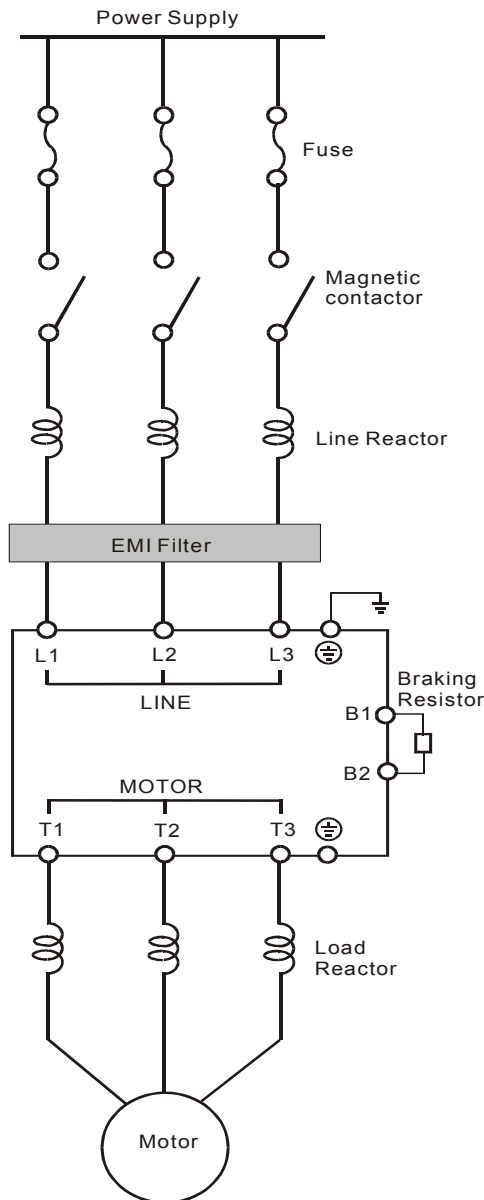 Power Supply
Fuse
Magnetic
contactor
Line Reactor
EMI Filter
L1 L2 L3
LINE
Braking
Resistor
B1
B2
MOTOR
T1 T2 T3
Load
Reactor
Motor